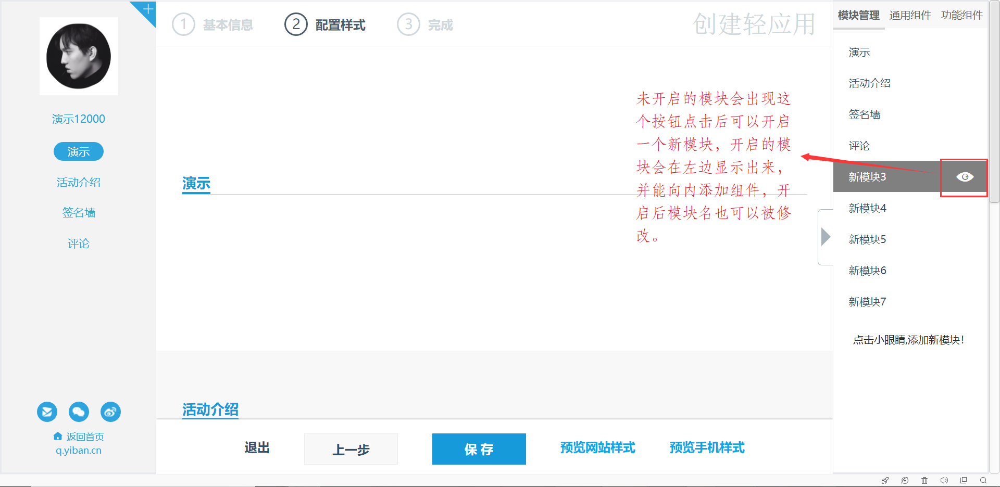 演示12000
演示
活动介绍
签名墙
评论
返回首页
q.yiban.cn
1 基本信息
2 配置样式
3 完成
创建轻应用
未开启的模块会出现这
个按钮点击后可以开启
一个新模块，开启的模
块会在左边显示出来，
并能向内添加组件，开
启后模块名也可以被修
改。
演示
活动介绍
退出
上一步
保存
预览网站样式
预览手机样式
模块管理 通用组件 功能组件
演示
活动介绍
签名墙
评论
新模块3
新模块4
新模块5
新模块6
新模块7
点击小眼睛,添加新模块!